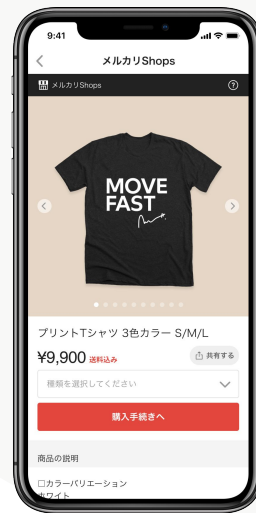 9:41
メルカリShops
メルカリShops
?
MOVE
FAST
プリントTシャツ 3色カラー S/M/L
¥9,900 送料込み
共有する
種類を選択してください
購入手続きへ
商品の説明
□カラーバリエーション
ホワイト